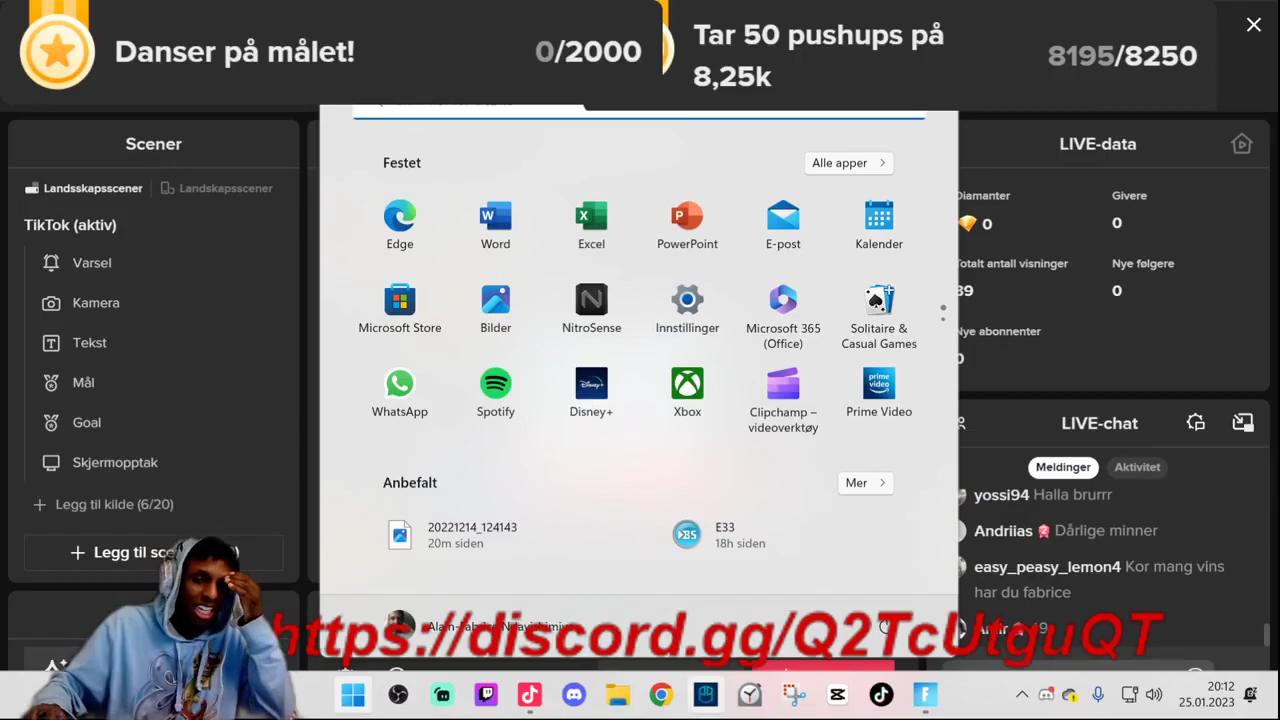 Danser på målet!
0/2000
Tar 50 pushups på
8,25k
8195/8250
Scener
Landsskapsscener
Landskapsscener
TikTok (aktiv)
Varsel
Kamera
Tekst
Mål
Goal
Skjermopptak
Legg til kilde (6/20)
Legg til
Festet
Alle apper
Edge
Word
Excel
PowerPoint
E-post
Kalender
Microsoft Store
Bilder
NitroSense
Innstillinger
Microsoft 365
(Office)
Solitaire &
Casual Games
WhatsApp
Spotify
Disney+
Xbox
Clipchamp –
videoverktøy
Prime Video
Anbefalt
Mer
20221214_124143
20m siden
E33
18h siden
https://discord.gg/Q2TcUtguQT
LIVE-data
Diamanter
0
Givere
0
Totalt antall visninger
39
Nye følgere
0
Nye abonnenter
0
LIVE-chat
Meldinger
Aktivitet
yossi94 Halla brurrr
Andriias Dårlige minner
easy_peasy_lemon4 Kor mang vins
har du fabrice
20:12
25.01.2023